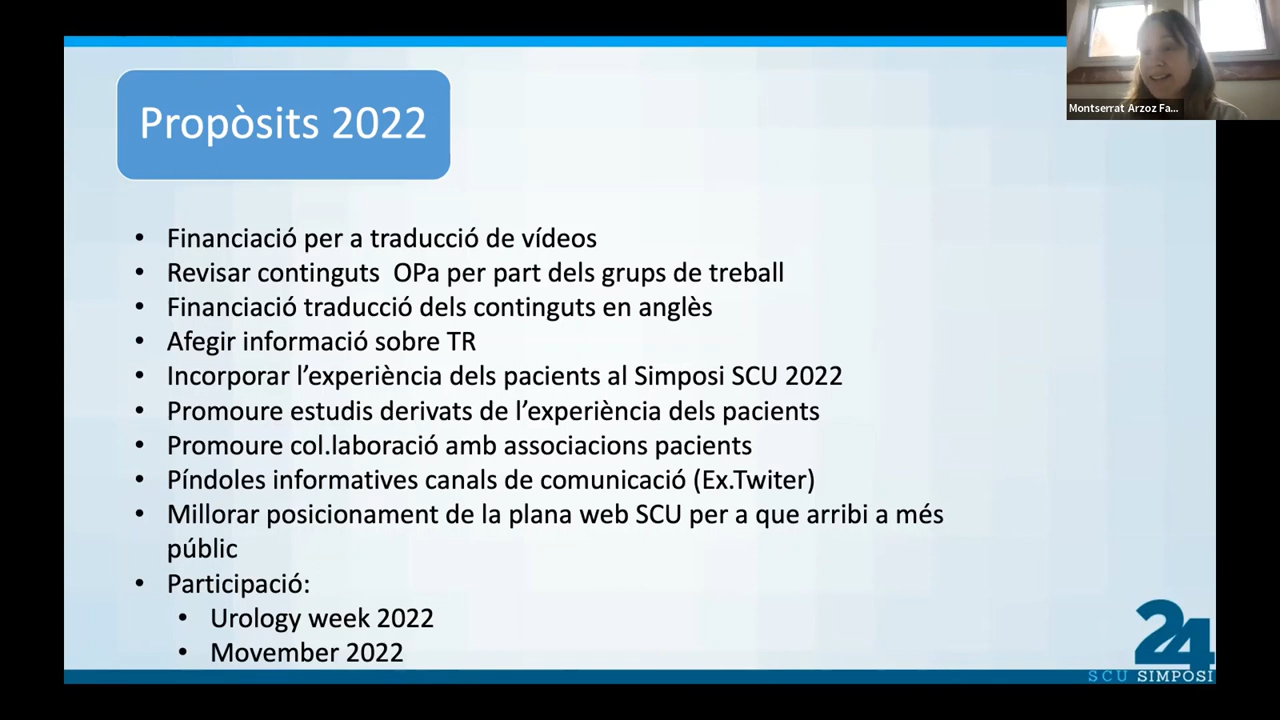 Montserrat Arzoz Fa...
Propòsits 2022
• Financiació per a traducció de vídeos
• Revisar continguts OPa per part dels grups de treball
• Financiació traducció dels continguts en anglès
• Afegir informació sobre TR
• Incorporar l’experiència dels pacients al Simposi SCU 2022
• Promoure estudis derivats de l’experiència dels pacients
• Promoure col.laboració amb associacions pacients
• Píndoles informatives canals de comunicació (Ex.Twiter)
• Millorar posicionament de la plana web SCU per a que arribi a més
públic
• Participació:
• Urology week 2022
• Movember 2022
24
SCU SIMPOSI